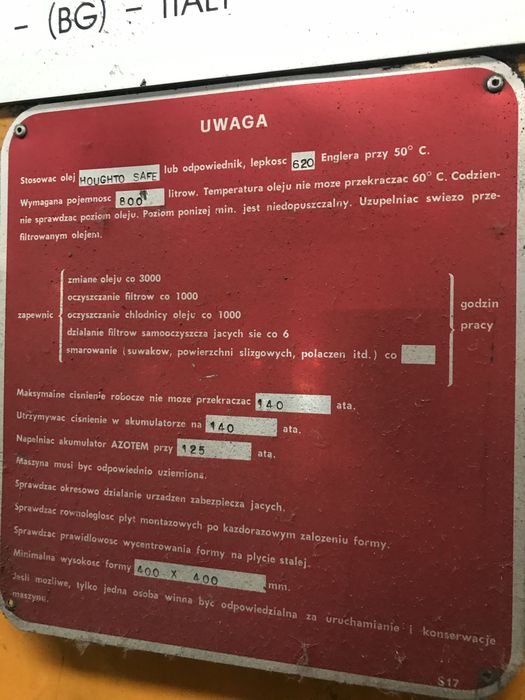 - (BG) - ITALY
UWAGA
Stosowac olej HOUGHTO SAFE lub odpowiednik, lepkosc 620 Englera przy 50° C.
Wymagana pojemnosc 800 litrow. Temperatura oleju nie moze przekraczac 60° C. Codzien-
nie sprawdzac poziom oleju. Poziom ponizej min. jest niedopuszczalny. Uzupelniac swiezo prze-
filtrowanym olejem.
zmiane oleju co 3000
oczyszczanie filtrow co 1000
zapewnic oczyszczanie chlodnicy oleju co 1000 godzin
dzialanie filtrow samooczyszcza jacych sie co 6 pracy
smarowanie (suwakow, powierzchni slizgowych, polaczen itd.) co
Maksymalne cisnienie robocze nie moze przekraczac 140 ata.
Utrzymywac cisnienie w akumulatorze na 140 ata.
Napelniac akumulator AZOTEM przy 125 ata.
Maszyna musi byc odpowiednio uziemiona.
Sprawdzac okresowo dzialanie urzadzen zabezpiecza jacych.
Sprawdzac rownoleglosc plyt montazowych po kazdorazowym zalozeniu formy.
Sprawdzac prawidlowosc wycentrowania formy na plycie stalej.
Minimalna wysokosc formy 400 X 400 mm.
Jesli mozliwe, tylko jedna osoba winna byc odpowiedzialna za uruchamianie i konserwacje
maszynu.
S17